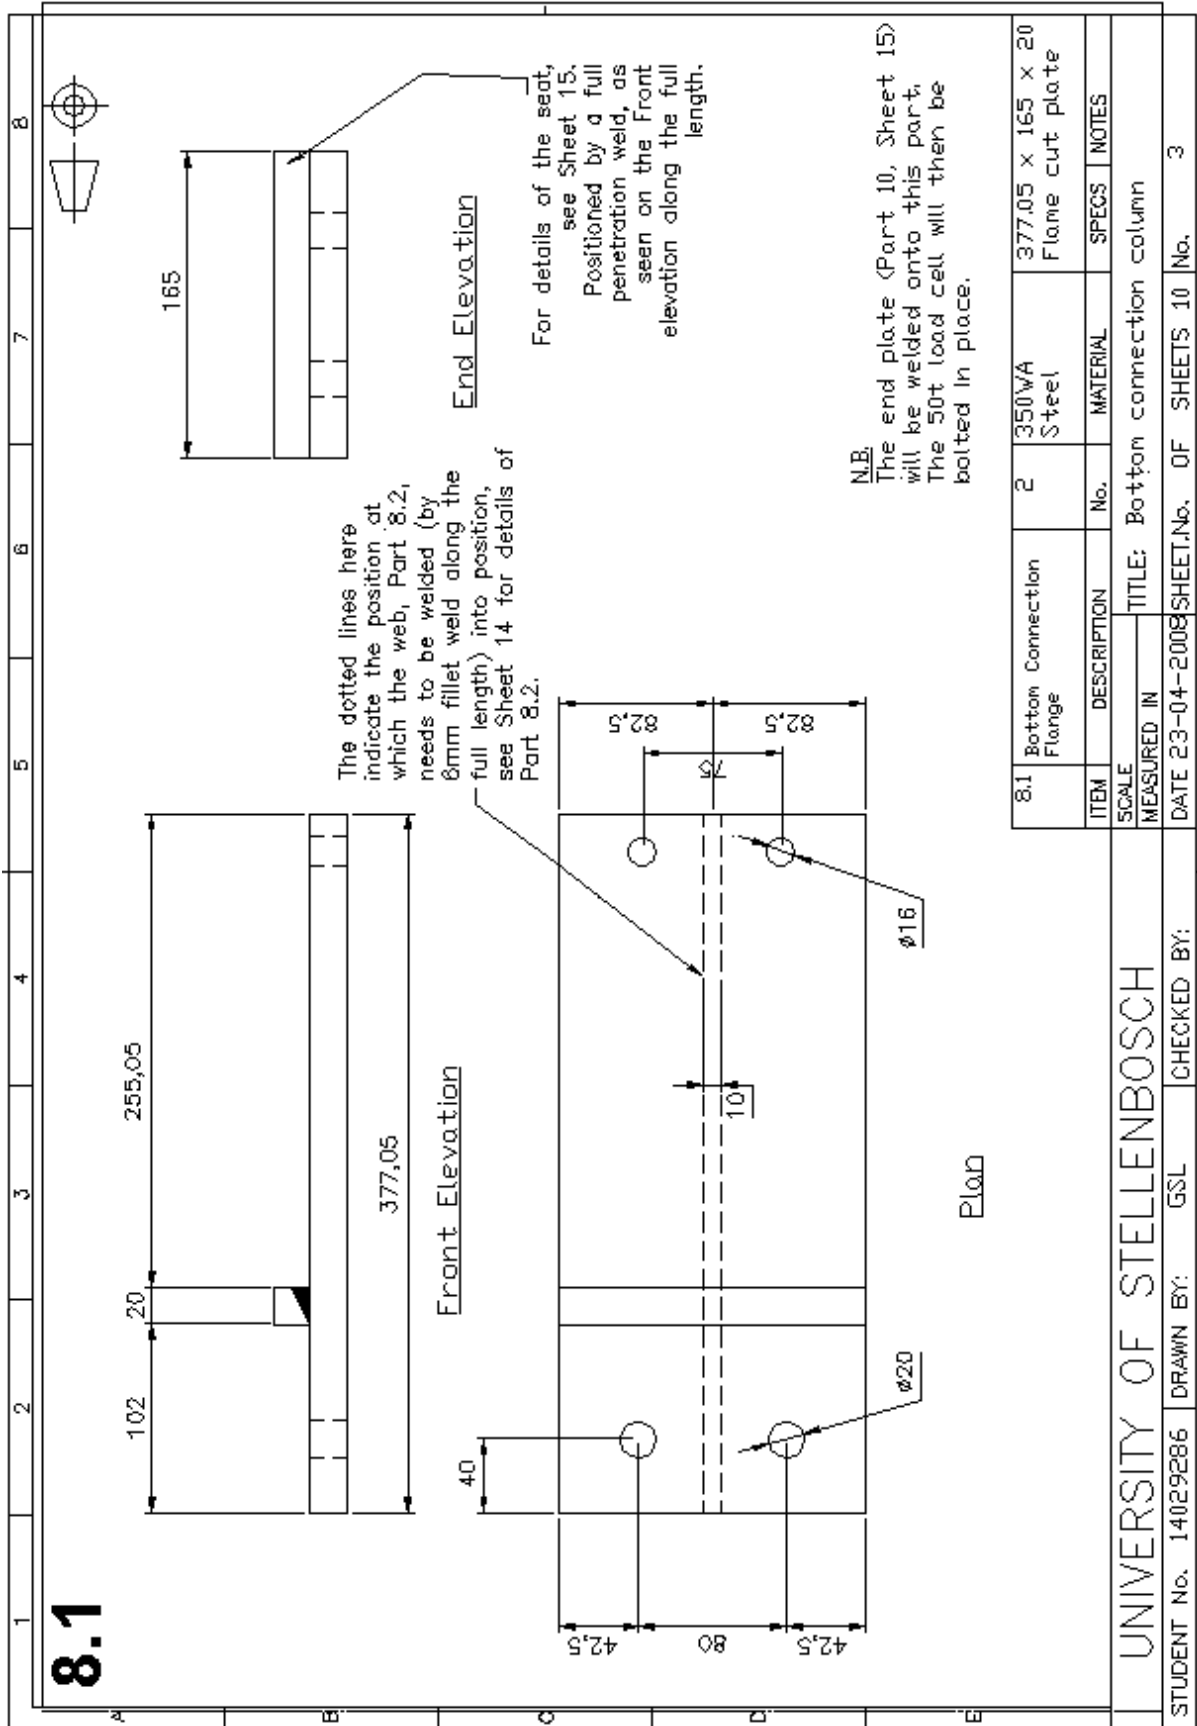 1 2 3 4 5 6 7 8
A
B
C
D
E
8.1
102
20
255,05
377,05
Front Elevation
165
End Elevation
The dotted lines here
indicate the position at
which the web, Part 8.2,
needs to be welded (by
6mm fillet weld along the
full length) into position,
see Sheet 14 for details of
Part 8.2.
For details of the seat,
see Sheet 15.
Positioned by a full
penetration weld, as
seen on the Front
elevation along the full
length.
40
42,5
80
42,5
ø20
10
ø16
75
82,5
82,5
Plan
N.B.
The end plate (Part 10, Sheet 15)
will be welded onto this part.
The 50t load cell will then be
bolted in place.
8.1 Bottom Connection Flange 2 350WA Steel 377.05 x 165 x 20 Flame cut plate
ITEM DESCRIPTION No. MATERIAL SPECS NOTES
UNIVERSITY OF STELLENBOSCH
SCALE
MEASURED IN
TITLE: Bottom connection column
STUDENT No. 14029286 DRAWN BY: GSL CHECKED BY: DATE 23-04-2008 SHEET.No. OF SHEETS 10 No. 3